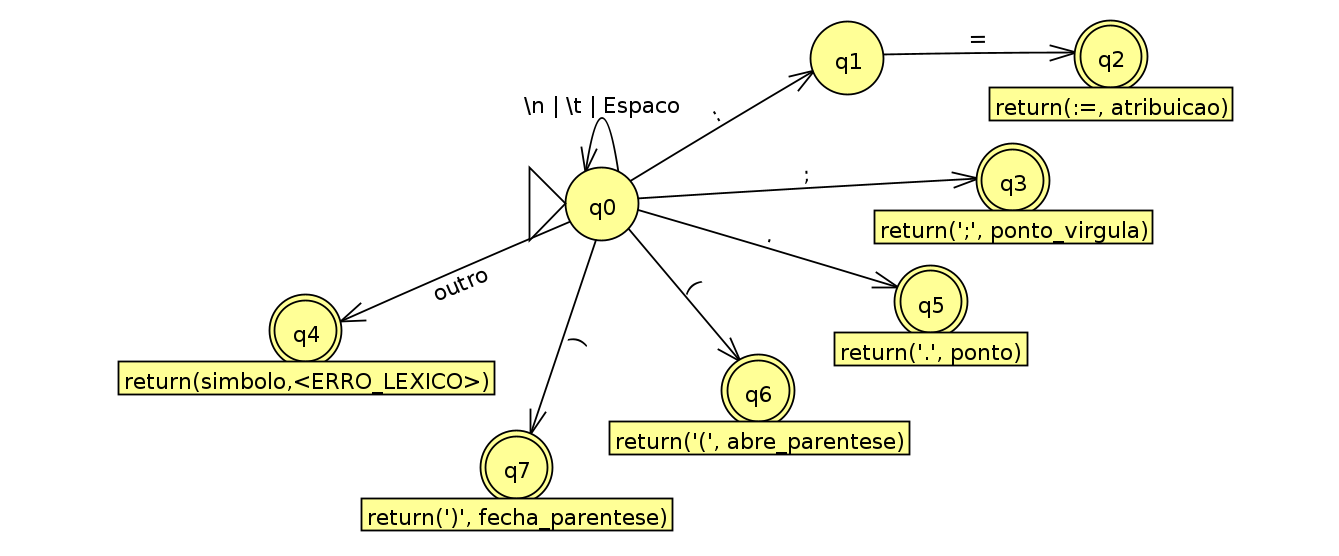 q1
=
q2
return(:=, atribuicao)
\n | \t | Espaco
:
q0
;
q3
return(';', ponto_virgula)
.
q5
return('.', ponto)
outro
q4
return(simbolo,<ERRO_LEXICO>)
(
q6
return('(', abre_parentese)
)
q7
return(')', fecha_parentese)